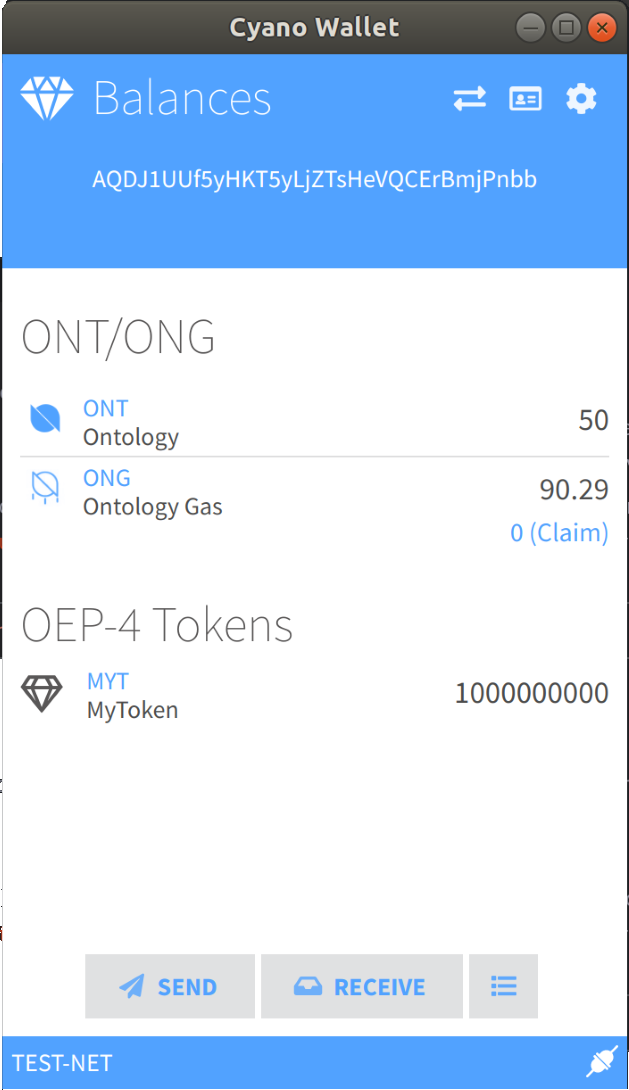 Cyano Wallet
Balances
AQDJ1UUf5yHKT5yLjZTsHeVQCErBmjPnbb
ONT/ONG
ONT
Ontology
50
ONG
Ontology Gas
90.29
0 (Claim)
OEP-4 Tokens
MYT
MyToken
1000000000
SEND
RECEIVE
TEST-NET